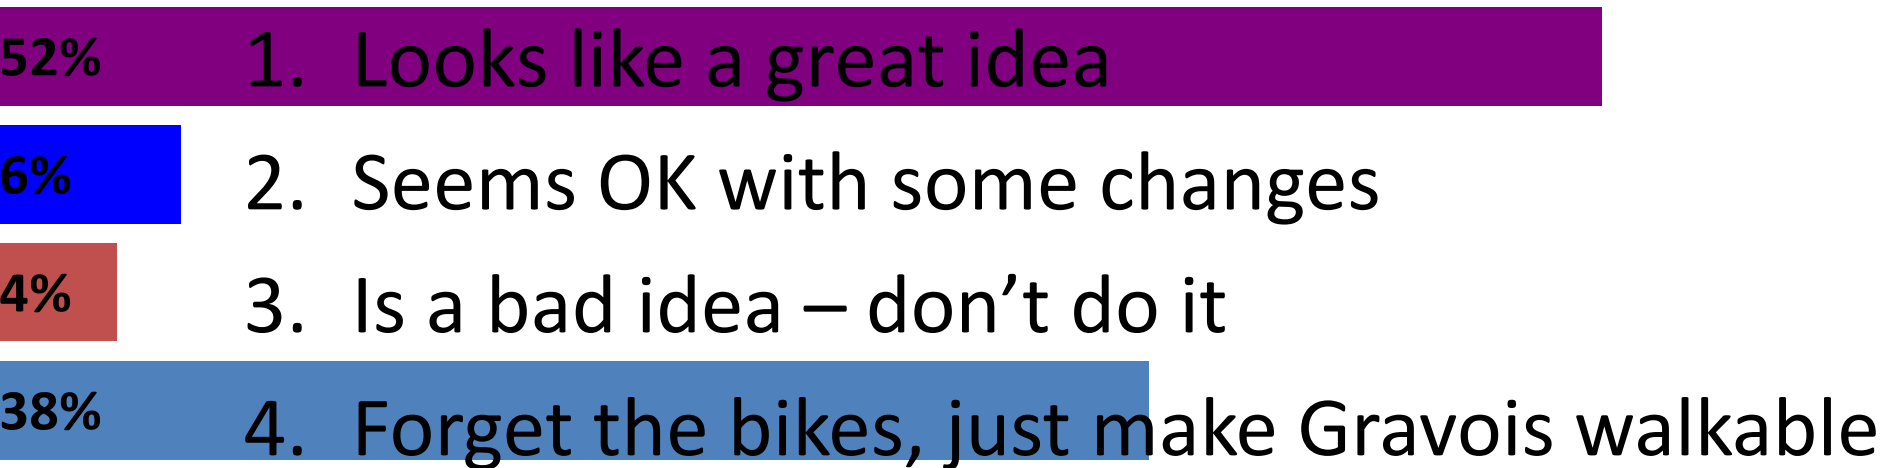 52% 1. Looks like a great idea
6% 2. Seems OK with some changes
4% 3. Is a bad idea – don’t do it
38% 4. Forget the bikes, just make Gravois walkable